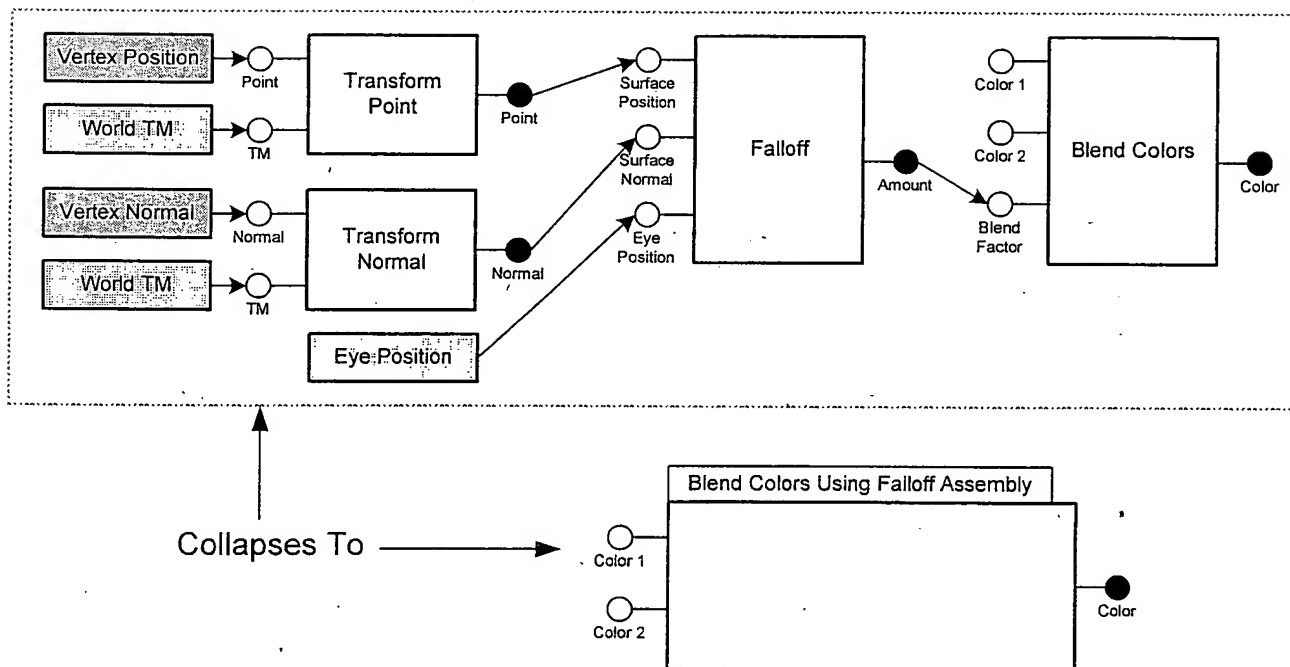 Vertex Position
Point
World TM
TM
Transform
Point
Point
Vertex Normal
Normal
World TM
TM
Transform
Normal
Normal
Eye Position
Surface
Position
Surface
Normal
Eye
Position
Falloff
Amount
Color 1
Color 2
Blend
Factor
Blend Colors
Color
Collapses To
Blend Colors Using Falloff Assembly
Color 1
Color 2
Color